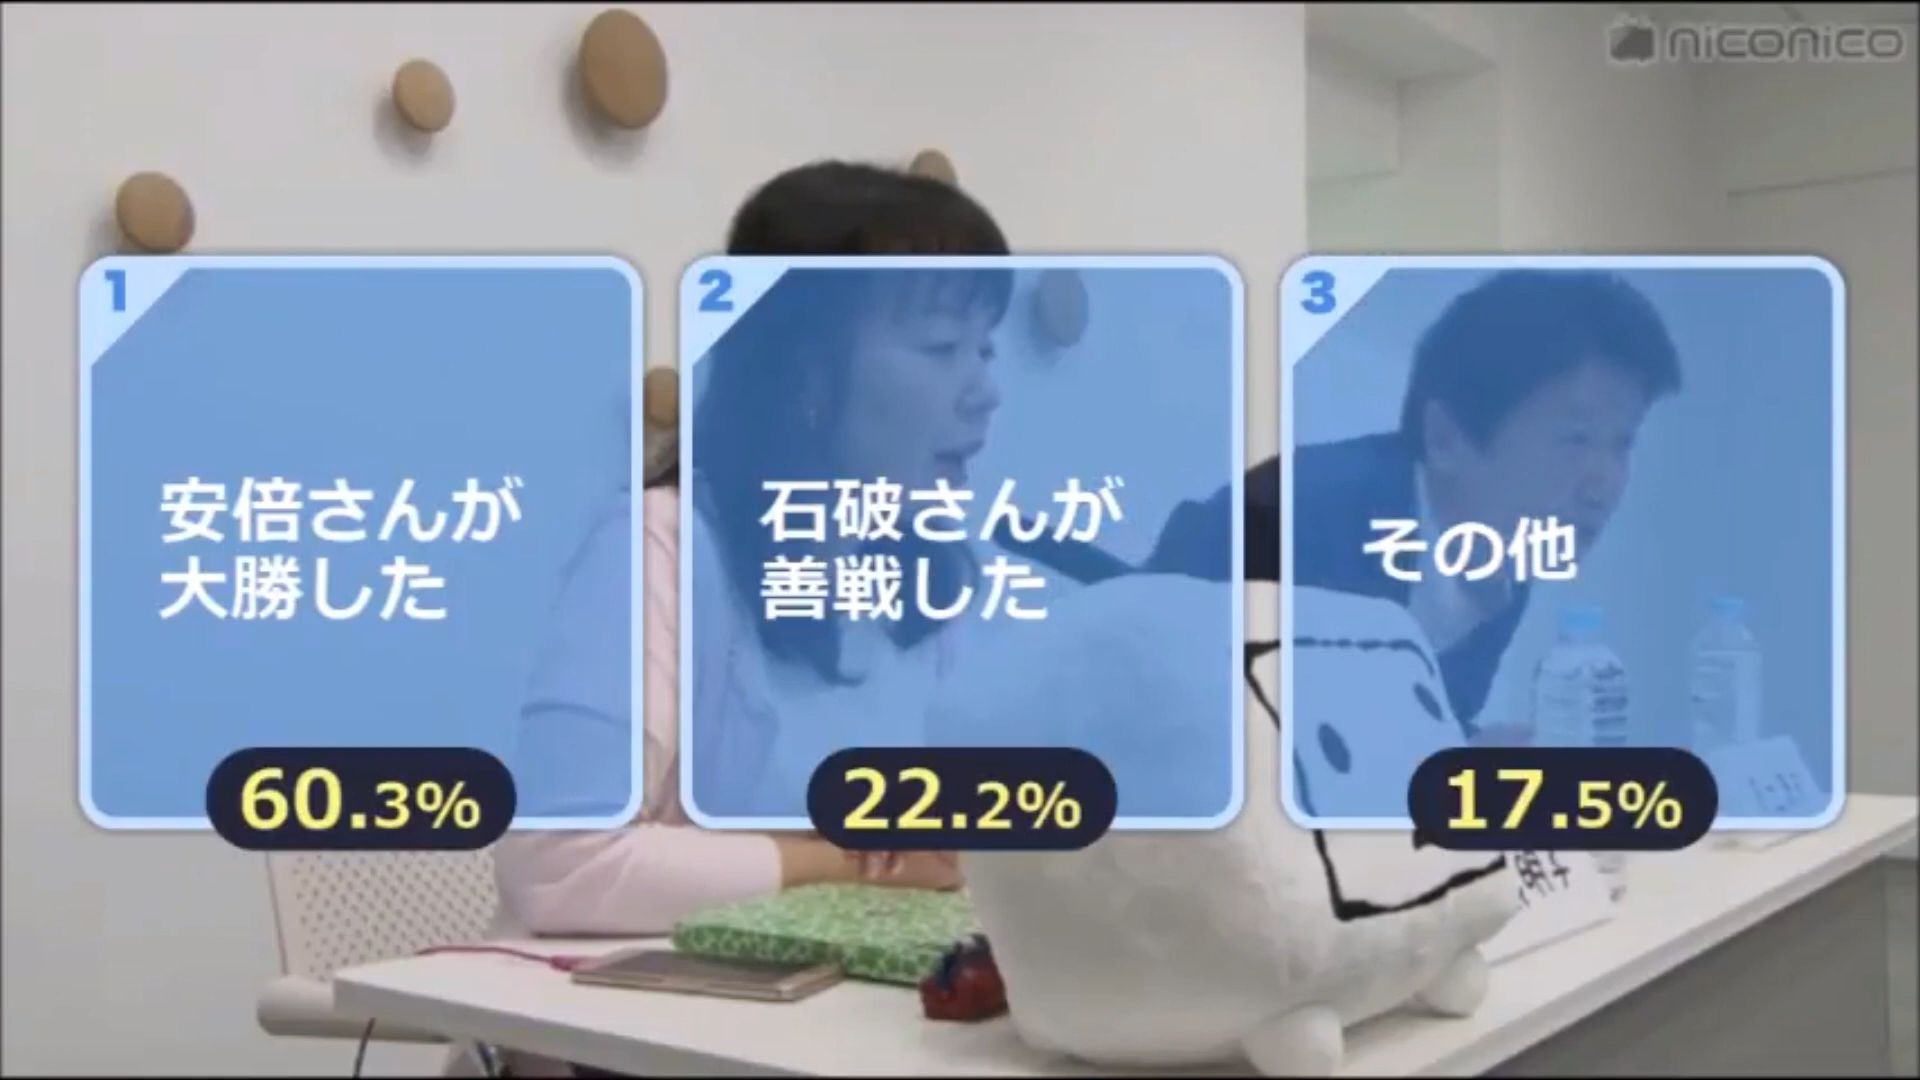 niconico
1
安倍さんが
大勝した
60.3%
2
石破さんが
善戦した
22.2%
3
その他
17.5%